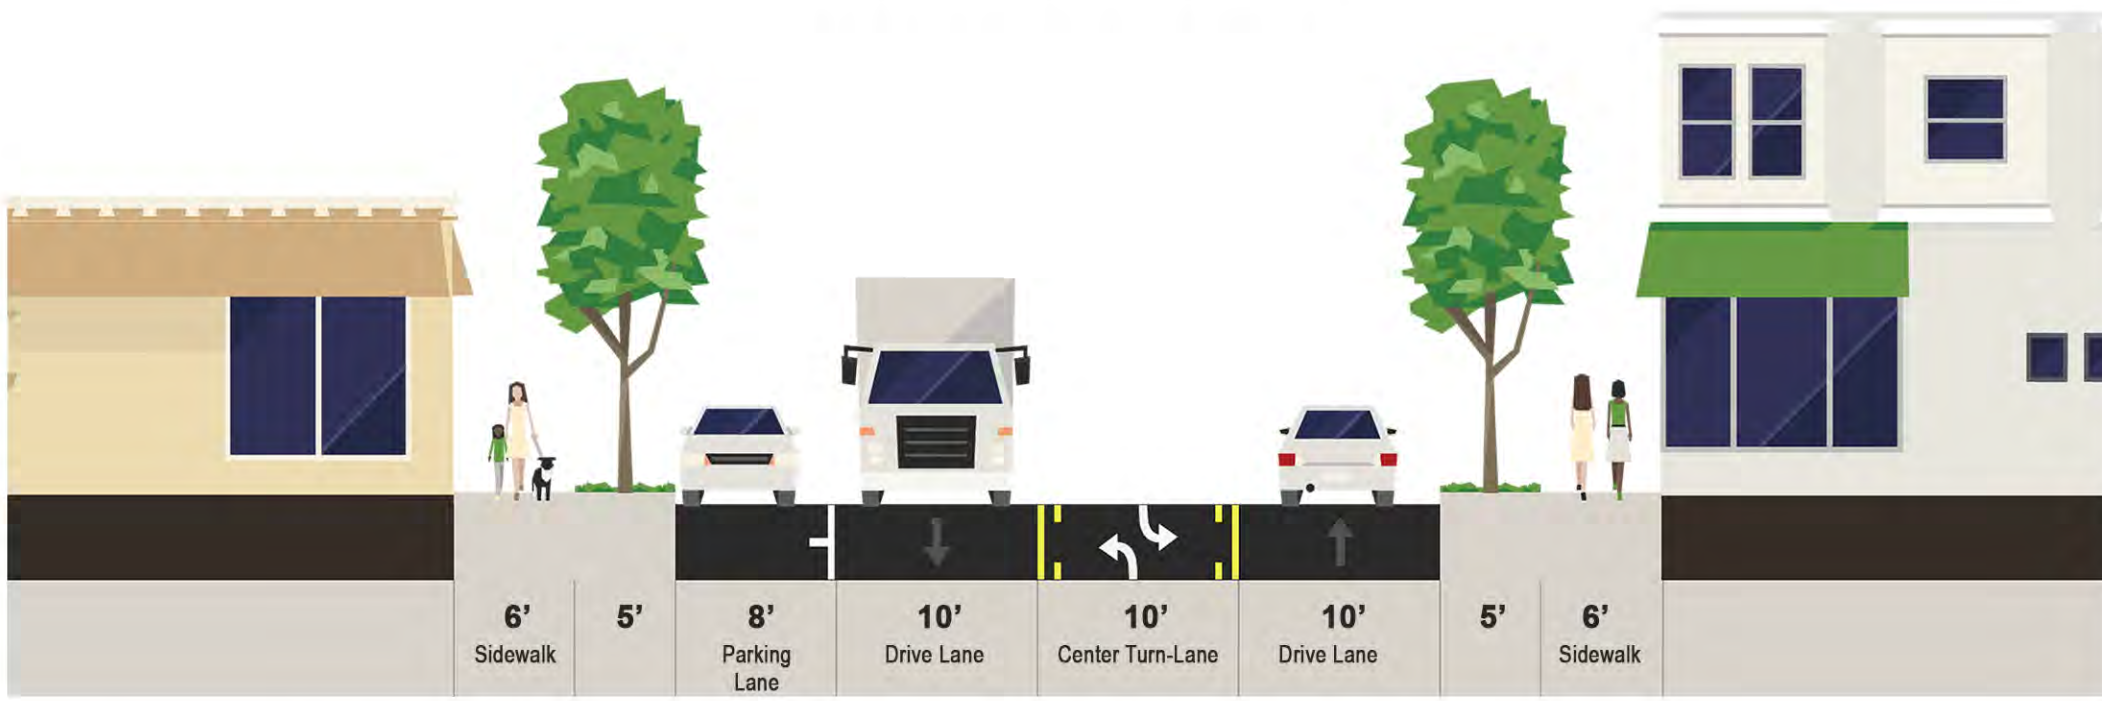 6’
5’
8’
10’
10’
10’
5’
6’
Sidewalk
Parking
Lane
Drive Lane
Center Turn-Lane
Drive Lane
Sidewalk